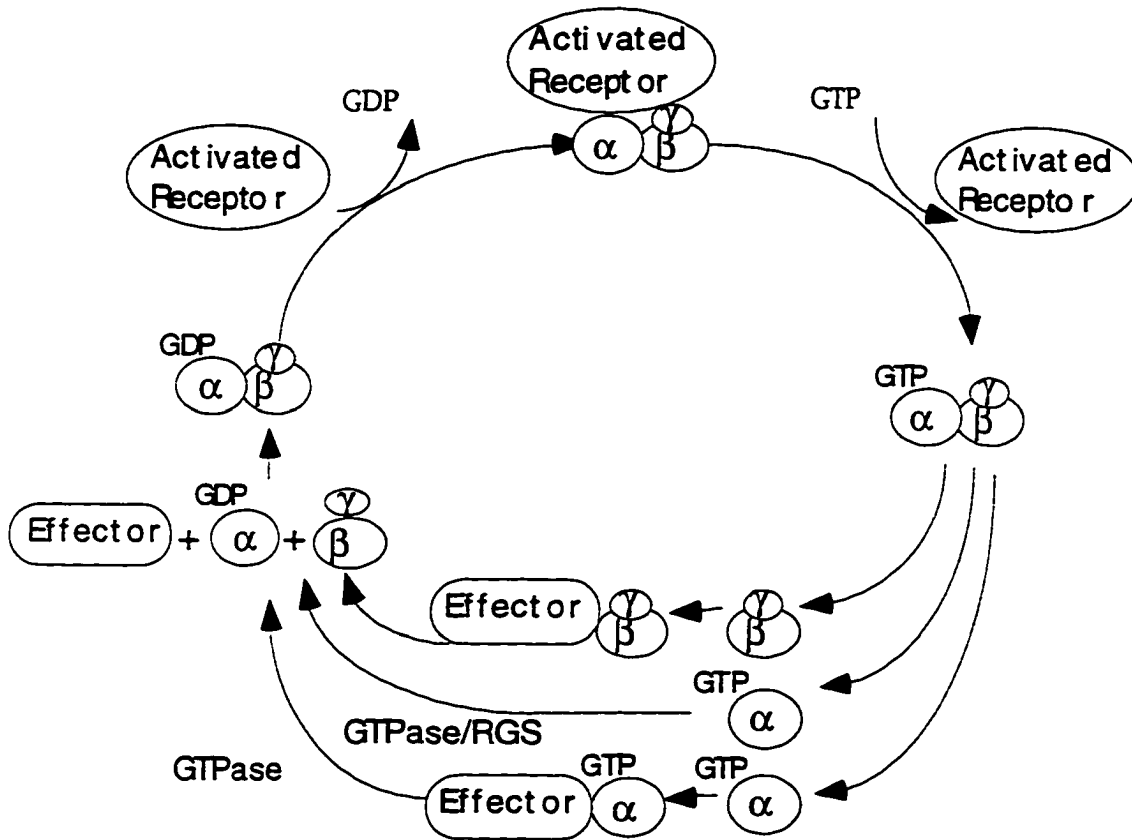 Activated
Receptor
GDP
GTP
Activated
Receptor
α γ β
Activated
Receptor
GDP
α γ β
GTP
α γ β
Effector + GDP α + γ β
Effector γ β
γ β
GTP
α
GTPase/RGS
GTPase
Effector GTP α
GTP
α